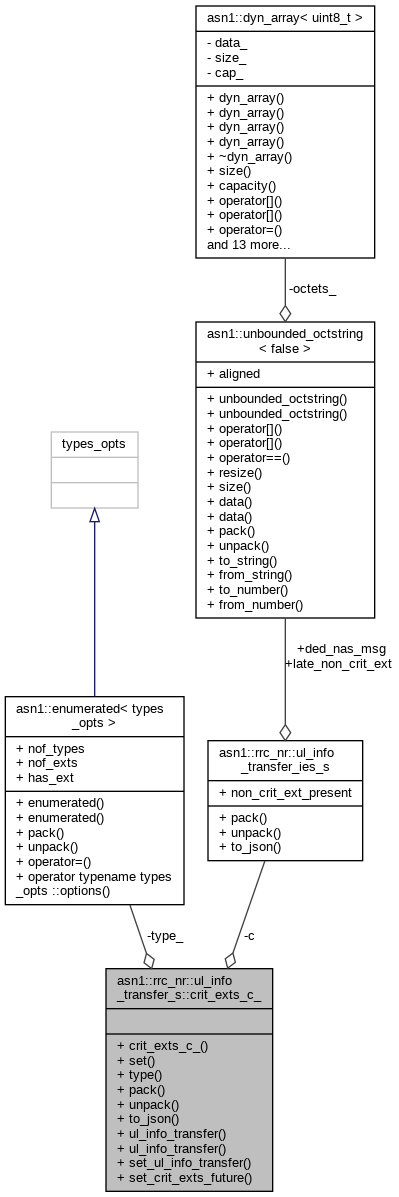 asn1::dyn_array< uint8_t >
- data_
- size_
- cap_
+ dyn_array()
+ dyn_array()
+ dyn_array()
+ dyn_array()
+ ~dyn_array()
+ size()
+ capacity()
+ operator[]()
+ operator[]()
+ operator=()
and 13 more...
-octets_
asn1::unbounded_octstring
< false >
+ aligned
+ unbounded_octstring()
+ unbounded_octstring()
+ operator[]()
+ operator[]()
+ operator==()
+ resize()
+ size()
+ data()
+ data()
+ pack()
+ unpack()
+ to_string()
+ from_string()
+ to_number()
+ from_number()
types_opts
+ded_nas_msg
+late_non_crit_ext
asn1::enumerated< types
_opts >
+ nof_types
+ nof_exts
+ has_ext
+ enumerated()
+ enumerated()
+ pack()
+ unpack()
+ operator=()
+ operator typename types
_opts ::options()
asn1::rrc_nr::ul_info
_transfer_ies_s
+ non_crit_ext_present
+ pack()
+ unpack()
+ to_json()
-type_
-c
asn1::rrc_nr::ul_info
_transfer_s::crit_exts_c_
+ crit_exts_c_()
+ set()
+ type()
+ pack()
+ unpack()
+ to_json()
+ ul_info_transfer()
+ ul_info_transfer()
+ set_ul_info_transfer()
+ set_crit_exts_future()